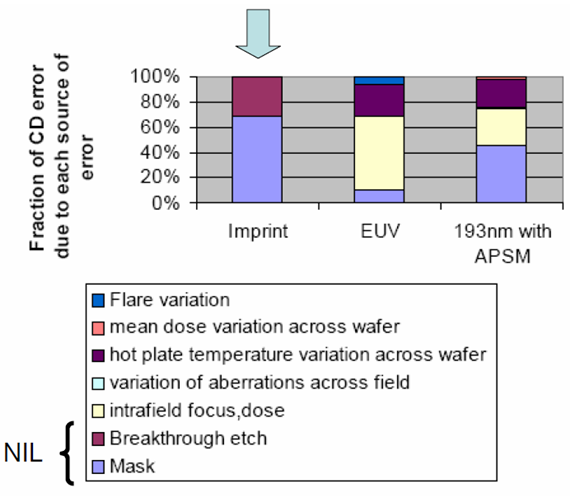 Fraction of CD error
due to each source of
error
100%
80%
60%
40%
20%
0%
Imprint
EUV
193nm with
APSM
Flare variation
mean dose variation across wafer
hot plate temperature variation across wafer
variation of aberrations across field
intrafield focus,dose
Breakthrough etch
Mask
NIL